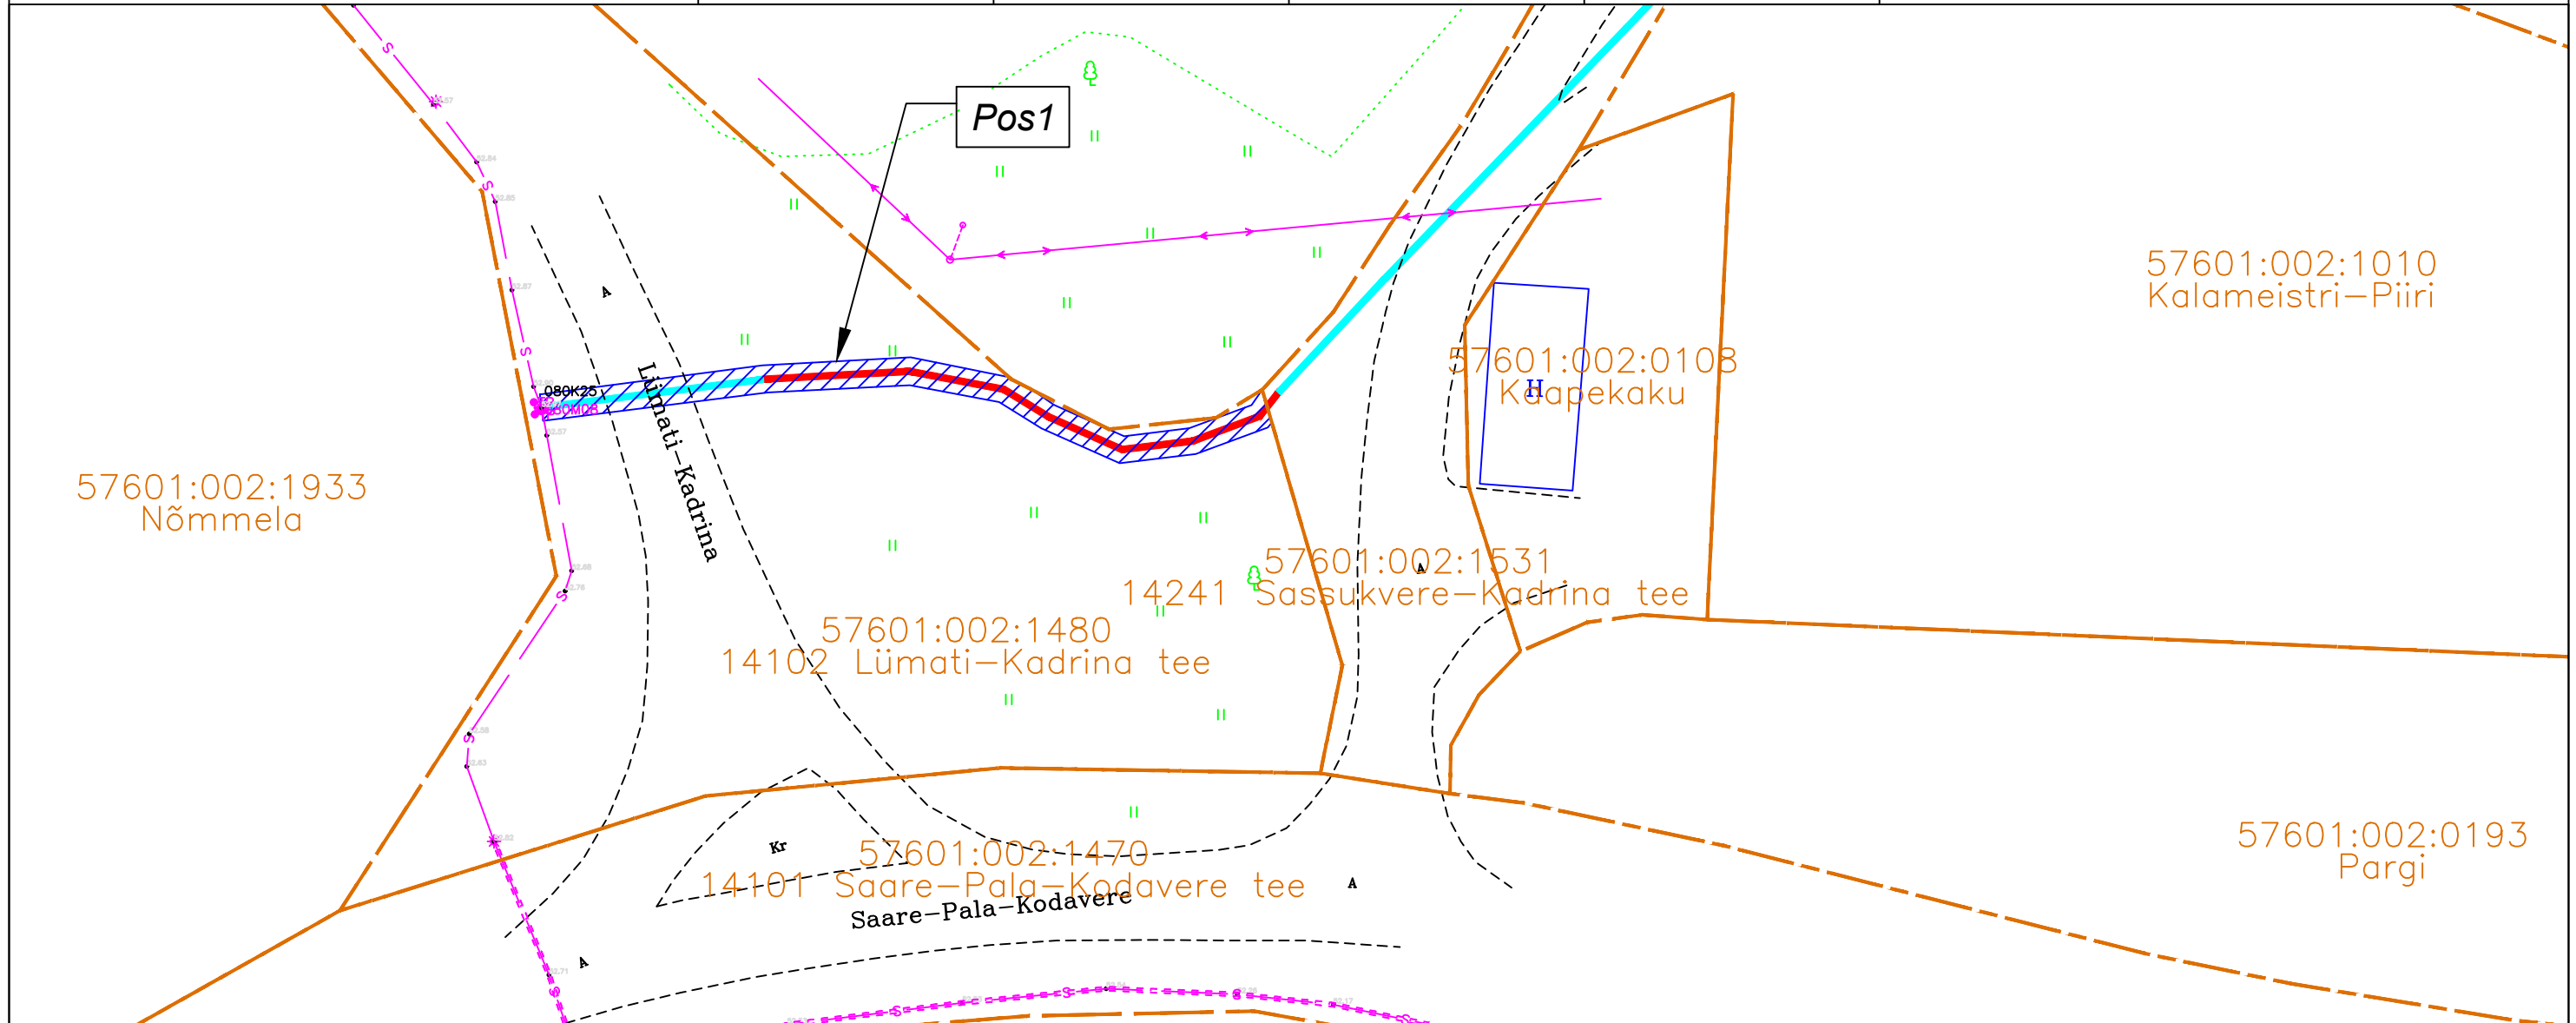 Pos1
57601:002:1010
Kalameistri-Piiri
57601:002:0108
Kaapekaku
H
080K25
Lümati-Kadrina
57601:002:1933
Nõmmela
57601:002:1531
14241 Sassukvere-Kadrina tee
57601:002:1480
14102 Lümati-Kadrina tee
57601:002:0193
Pargi
Kr
57601:002:1470
14101 Saare-Pala-Kodavere tee
Saare-Pala-Kodavere
A
A
A
A